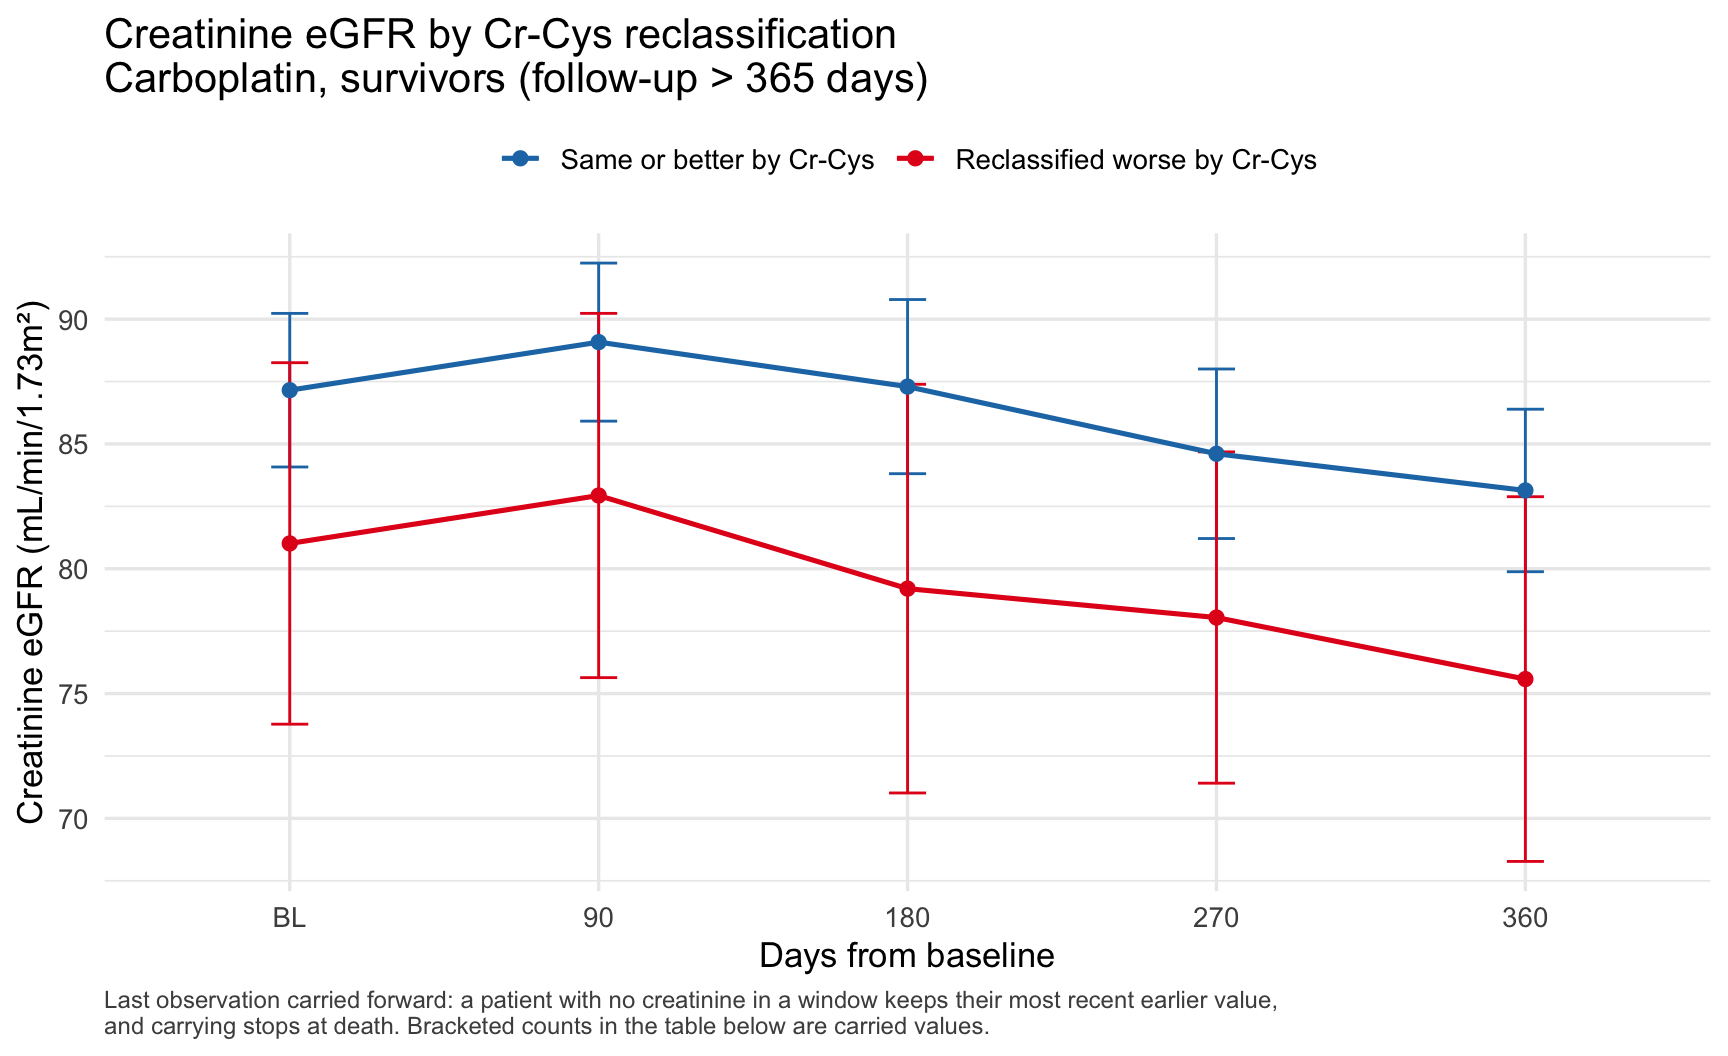 Creatinine eGFR by Cr-Cys reclassification
Carboplatin, survivors (follow-up > 365 days)
Same or better by Cr-Cys
Reclassified worse by Cr-Cys
Creatinine eGFR (mL/min/1.73m²)
90
85
80
75
70
BL
90
180
270
360
Days from baseline
Last observation carried forward: a patient with no creatinine in a window keeps their most recent earlier value,
and carrying stops at death. Bracketed counts in the table below are carried values.